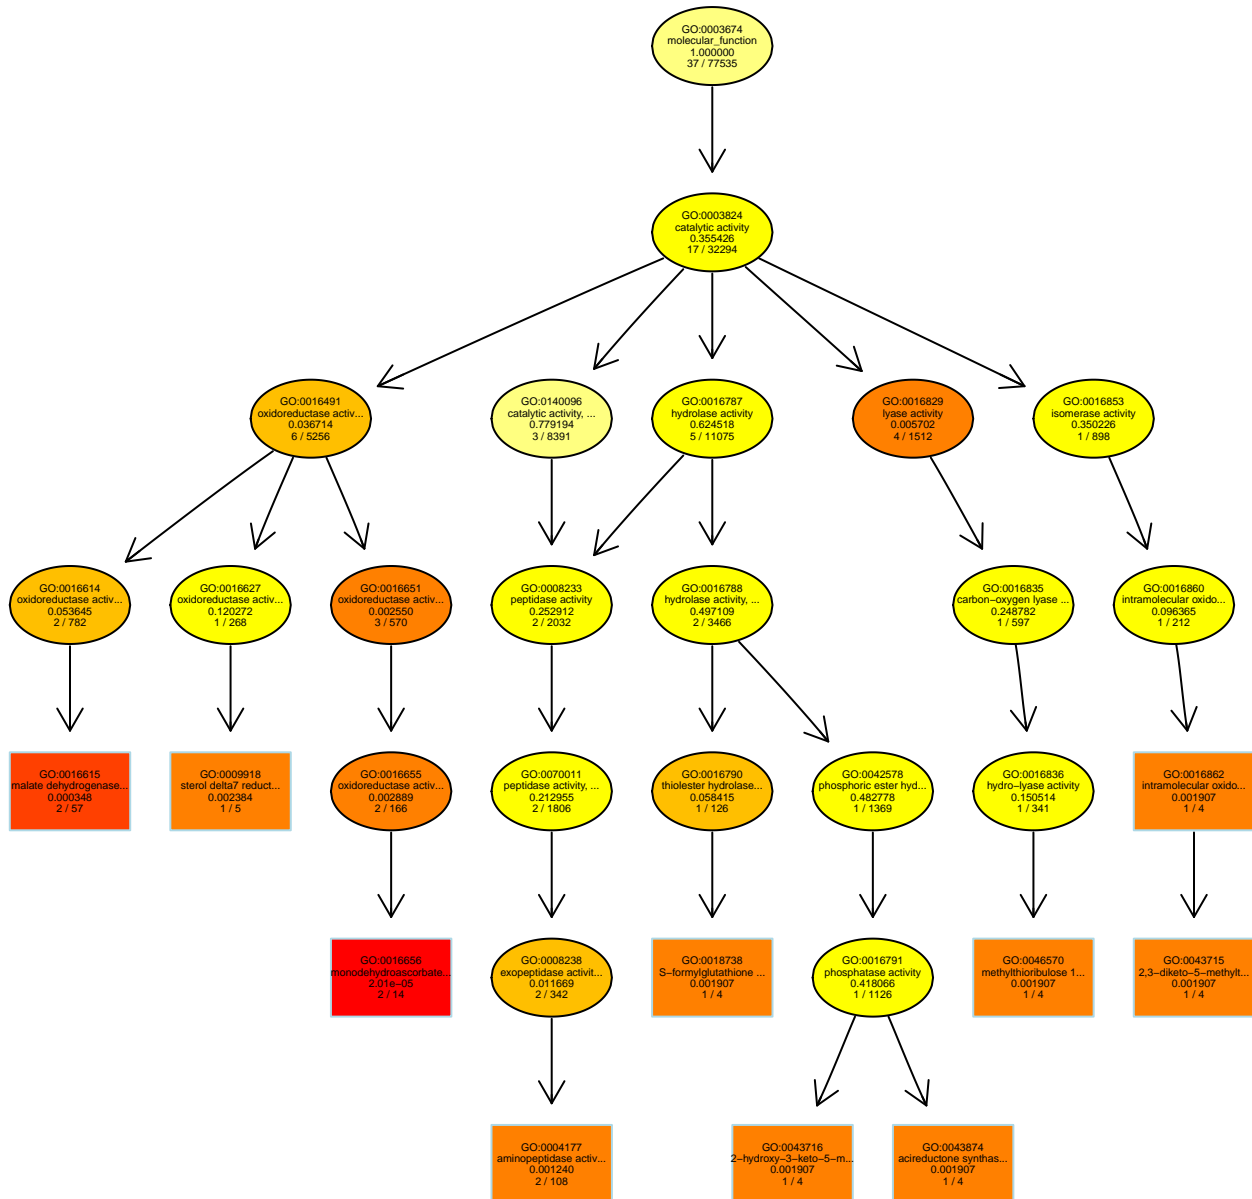 GO:0003674
molecular_function
1.000000
37 / 77535
GO:0003824
catalytic activity
0.355426
17 / 32294
GO:0016491
oxidoreductase activ...
0.036714
6 / 5256
GO:0140096
catalytic activity, ...
0.779194
3 / 8391
GO:0016787
hydrolase activity
0.624518
5 / 11075
GO:0016829
lyase activity
0.005702
4 / 1512
GO:0016853
isomerase activity
0.350226
1 / 898
GO:0016614
oxidoreductase activ...
0.053645
2 / 782
GO:0016627
oxidoreductase activ...
0.120272
1 / 268
GO:0016651
oxidoreductase activ...
0.002550
3 / 570
GO:0008233
peptidase activity
0.252912
2 / 2032
GO:0016788
hydrolase activity, ...
0.497109
2 / 3466
GO:0016835
carbon−oxygen lyase ...
0.248782
1 / 597
GO:0016860
intramolecular oxido...
0.096365
1 / 212
GO:0016615
malate dehydrogenase...
0.000348
2 / 57
GO:0009918
sterol delta7 reduct...
0.002384
1 / 5
GO:0016655
oxidoreductase activ...
0.002889
2 / 166
GO:0070011
peptidase activity, ...
0.212955
2 / 1806
GO:0016790
thiolester hydrolase...
0.058415
1 / 126
GO:0042578
phosphoric ester hyd...
0.482778
1 / 1369
GO:0016836
hydro−lyase activity
0.150514
1 / 341
GO:0016862
intramolecular oxido...
0.001907
1 / 4
GO:0016656
monodehydroascorbate...
2.01e−05
2 / 14
GO:0008238
exopeptidase activit...
0.011669
2 / 342
GO:0018738
S−formylglutathione ...
0.001907
1 / 4
GO:0016791
phosphatase activity
0.418066
1 / 1126
GO:0046570
methylthioribulose 1...
0.001907
1 / 4
GO:0043715
2,3−diketo−5−methylt...
0.001907
1 / 4
GO:0004177
aminopeptidase activ...
0.001240
2 / 108
GO:0043716
2−hydroxy−3−keto−5−m...
0.001907
1 / 4
GO:0043874
acireductone synthas...
0.001907
1 / 4